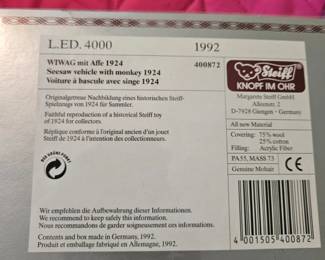 L.ED. 4000 1992
WIWAG mit Affe 1924 400872
Seesaw vehicle with monkey 1924
Voiture à bascule avec singe 1924
Originalgetreue Nachbildung eines historischen Steiff-
Spielzeugs von 1924 für Sammler.
Faithful reproduction of a historical Steiff toy
of 1924 for collectors.
Réplique conforme à l'original ancien d'un jouet
Steiff de 1924 à l'intention des collectionneurs.
DER GRÜNE PUNKT
Wir empfehlen die Aufbewahrung dieser Informationen.
We recommend to keep this information.
Nous recommandons de garder soigneusement ces informations.
Contents and box made in Germany, 1992.
Produit et emballage fabriqué en Allemagne, 1992.
Steiff
KNOPF IM OHR
Margarete Steiff GmbH
Alleenstr. 2
D-7928 Giengen - Germany
All new Material
Covering: 75% wool
25% cotton
Filling: Acrylic Fiber
PA 55, MASS 73
Genuine Mohair
CE
4 001505 400872